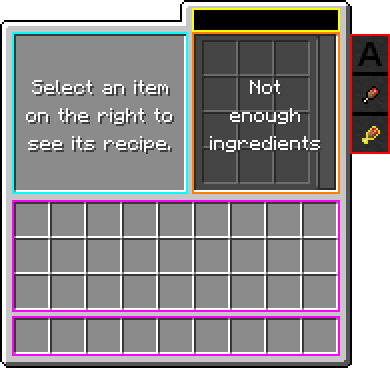 Select an item
on the right to
see its recipe.
Not
enough
ingredients
A